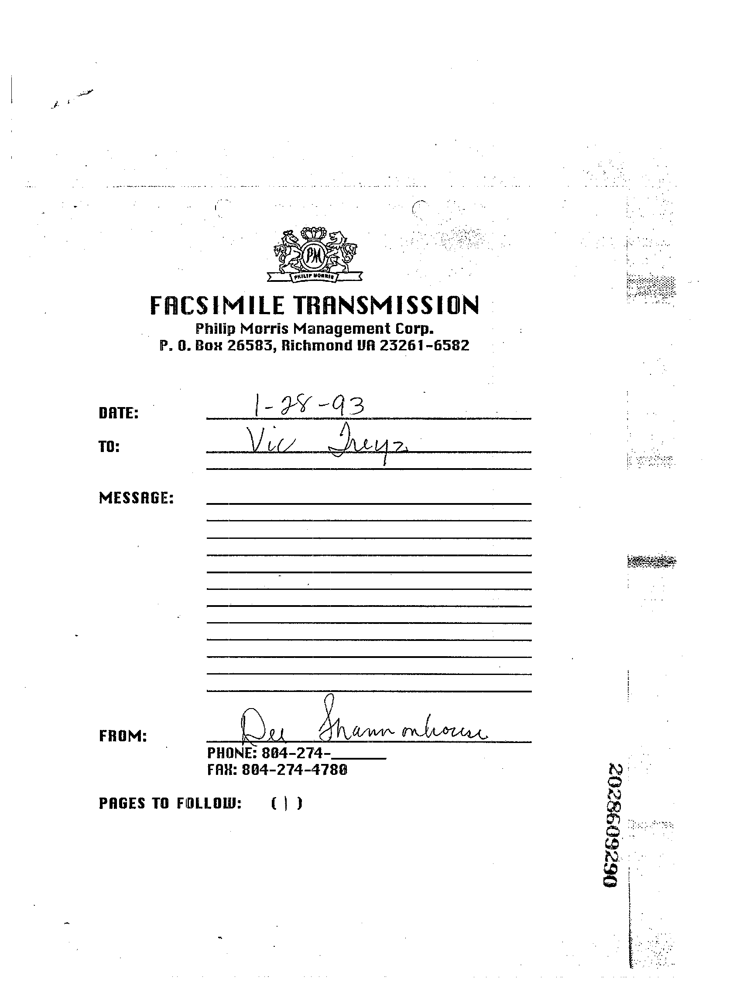 PM
PHILIP MORRIS
FACSIMILE TRANSMISSION
Philip Morris Management Corp.
P. O. Box 26583, Richmond VA 23261-6582
DATE: 1-28-93
TO: Vic Treyz
MESSAGE:
FROM: Dee Shannonhouse
PHONE: 804-274-
FAX: 804-274-4780
PAGES TO FOLLOW: (1)
2028609290